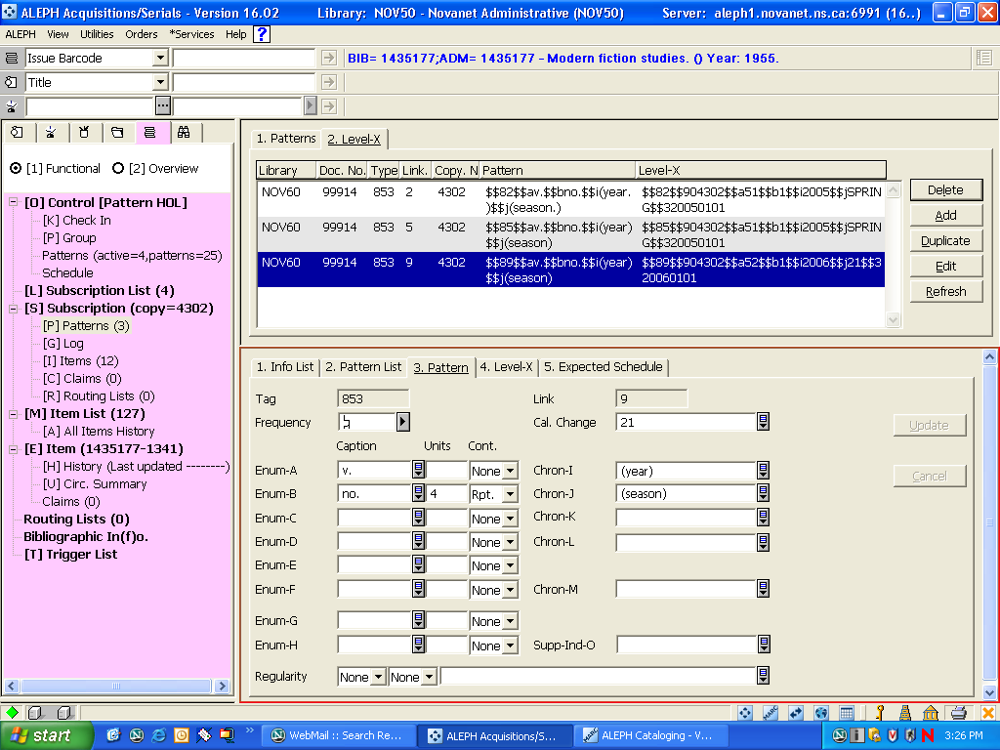 ALEPH Acquisitions/Serials - Version 16.02 Library: NOV50 - Novanet Administrative (NOV50) Server: aleph1.novanet.ns.ca:6991 (16..)
ALEPH View Utilities Orders *Services Help ?
Issue Barcode BIB= 1435177;ADM= 1435177 - Modern fiction studies. () Year: 1955.
Title
[1] Functional [2] Overview
[O] Control [Pattern HOL]
[K] Check In
[P] Group
Patterns (active=4,patterns=25)
Schedule
[L] Subscription List (4)
[S] Subscription (copy=4302)
[P] Patterns (3)
[G] Log
[I] Items (12)
[C] Claims (0)
[R] Routing Lists (0)
[M] Item List (127)
[A] All Items History
[E] Item (1435177-1341)
[H] History (Last updated --------)
[U] Circ. Summary
Claims (0)
Routing Lists (0)
Bibliographic In(f)o.
[T] Trigger List
1. Patterns 2. Level-X
Library Doc. No. Type Link. Copy. N Pattern Level-X
NOV60 99914 853 2 4302 $$82$$av.$$bno.$$i(year. $$82$$904302$$a51$$b1$$i2005$$jSPRIN
)$$j(season.) G$$320050101
NOV60 99914 853 5 4302 $$85$$av.$$bno.$$i(year) $$85$$904302$$a51$$b1$$i2005$$jSPRIN
$$j(season) G$$320050101
NOV60 99914 853 9 4302 $$89$$av.$$bno.$$i(year) $$89$$904302$$a52$$b1$$i2006$$j21$$3
$$j(season) 20060101
Delete
Add
Duplicate
Edit
Refresh
1. Info List 2. Pattern List 3. Pattern 4. Level-X 5. Expected Schedule
Tag 853 Link 9
Frequency Cal. Change 21 Update
Caption Units Cont.
Enum-A v. None Chron-I (year) Cancel
Enum-B no. 4 Rpt. Chron-J (season)
Enum-C None Chron-K
Enum-D None Chron-L
Enum-E None
Enum-F None Chron-M
Enum-G None
Enum-H None Supp-Ind-O
Regularity None None
start WebMail :: Search Re... ALEPH Acquisitions/S... ALEPH Cataloging - V... 3:26 PM